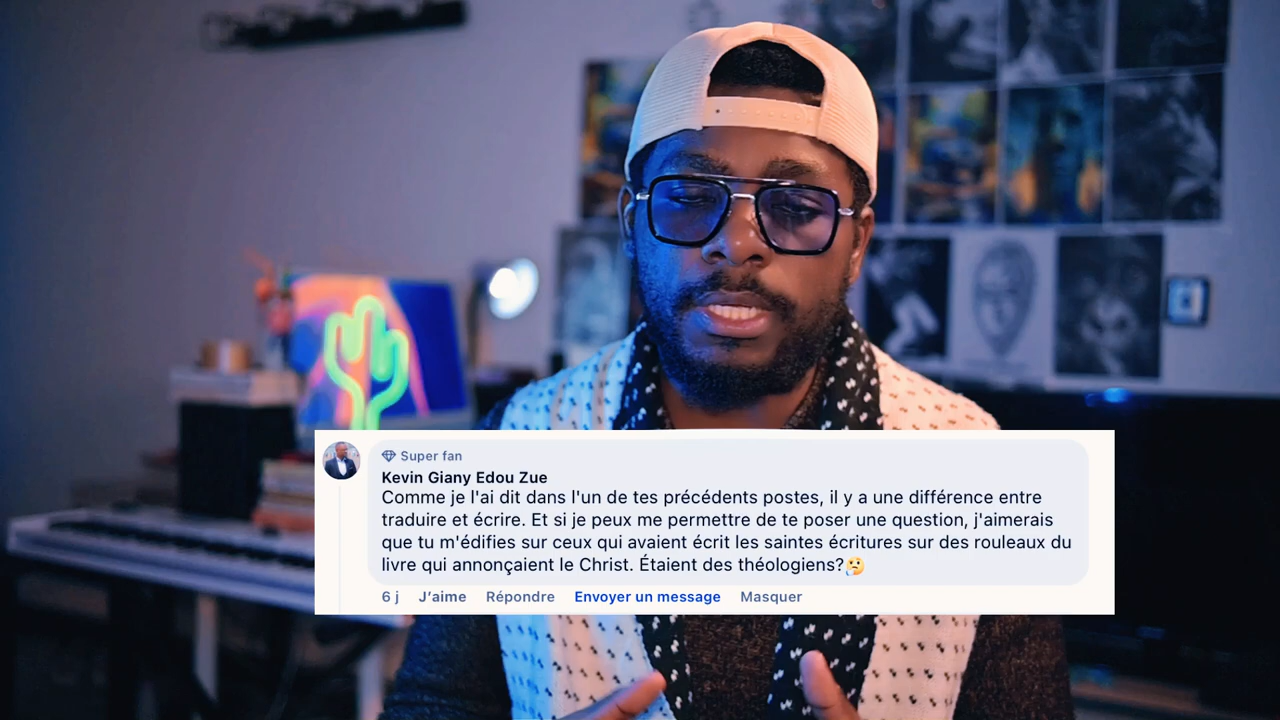 Super fan
Kevin Giany Edou Zue
Comme je l'ai dit dans l'un de tes précédents postes, il y a une différence entre
traduire et écrire. Et si je peux me permettre de te poser une question, j'aimerais
que tu m'édifies sur ceux qui avaient écrit les saintes écritures sur des rouleaux du
livre qui annonçaient le Christ. Étaient des théologiens?🤔
6 j J'aime Répondre Envoyer un message Masquer